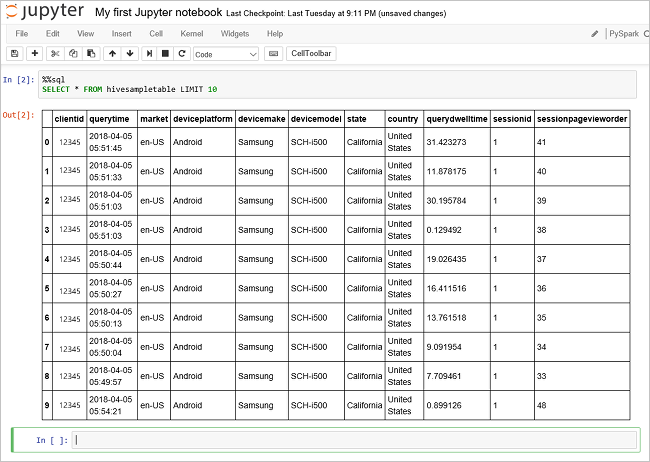 jupyter My first Jupyter notebook Last Checkpoint: Last Tuesday at 9:11 PM (unsaved changes)
File Edit View Insert Cell Kernel Widgets Help PySpark
Code CellToolbar
In [2]: %%sql
SELECT * FROM hivesampletable LIMIT 10
Out[2]:
clientid querytime market deviceplatform devicemake devicemodel state country querydwelltime sessionid sessionpagevieworder
0 12345 2018-04-05 05:51:45 en-US Android Samsung SCH-i500 California United States 31.423273 1 41
1 12345 2018-04-05 05:51:33 en-US Android Samsung SCH-i500 California United States 11.878175 1 40
2 12345 2018-04-05 05:51:03 en-US Android Samsung SCH-i500 California United States 30.195784 1 39
3 12345 2018-04-05 05:51:03 en-US Android Samsung SCH-i500 California United States 0.129492 1 38
4 12345 2018-04-05 05:50:44 en-US Android Samsung SCH-i500 California United States 19.026435 1 37
5 12345 2018-04-05 05:50:27 en-US Android Samsung SCH-i500 California United States 16.411516 1 36
6 12345 2018-04-05 05:50:13 en-US Android Samsung SCH-i500 California United States 13.761518 1 35
7 12345 2018-04-05 05:50:04 en-US Android Samsung SCH-i500 California United States 9.091954 1 34
8 12345 2018-04-05 05:49:57 en-US Android Samsung SCH-i500 California United States 7.709461 1 33
9 12345 2018-04-05 05:54:21 en-US Android Samsung SCH-i500 California United States 0.899126 1 48
In [ ]: